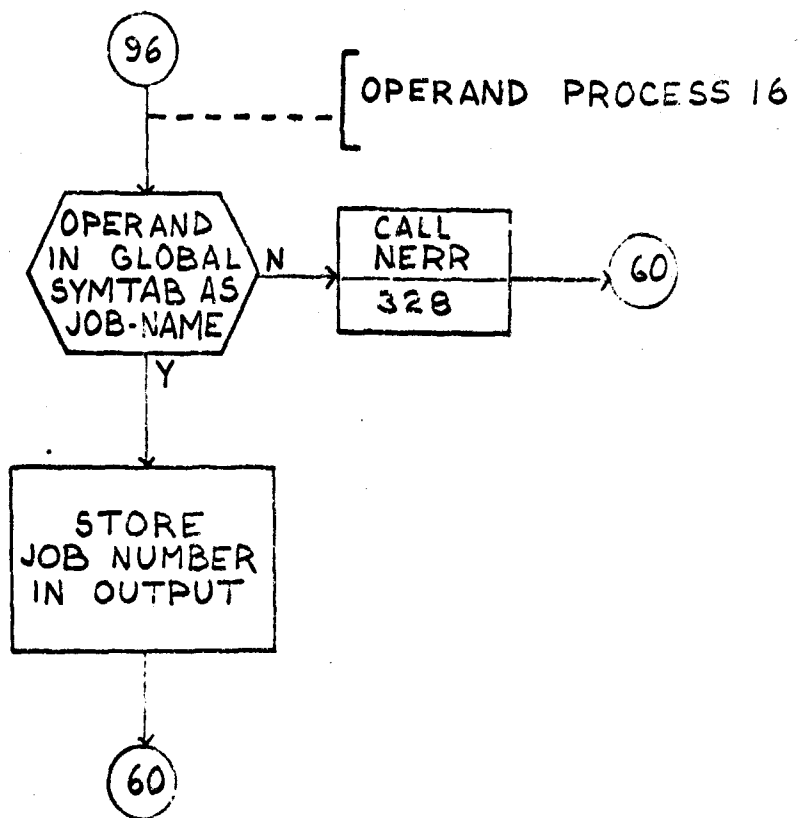 96
OPERAND PROCESS 16
OPERAND
IN GLOBAL
SYMTAB AS
JOB-NAME
N
CALL
NERR
328
60
Y
STORE
JOB NUMBER
IN OUTPUT
60